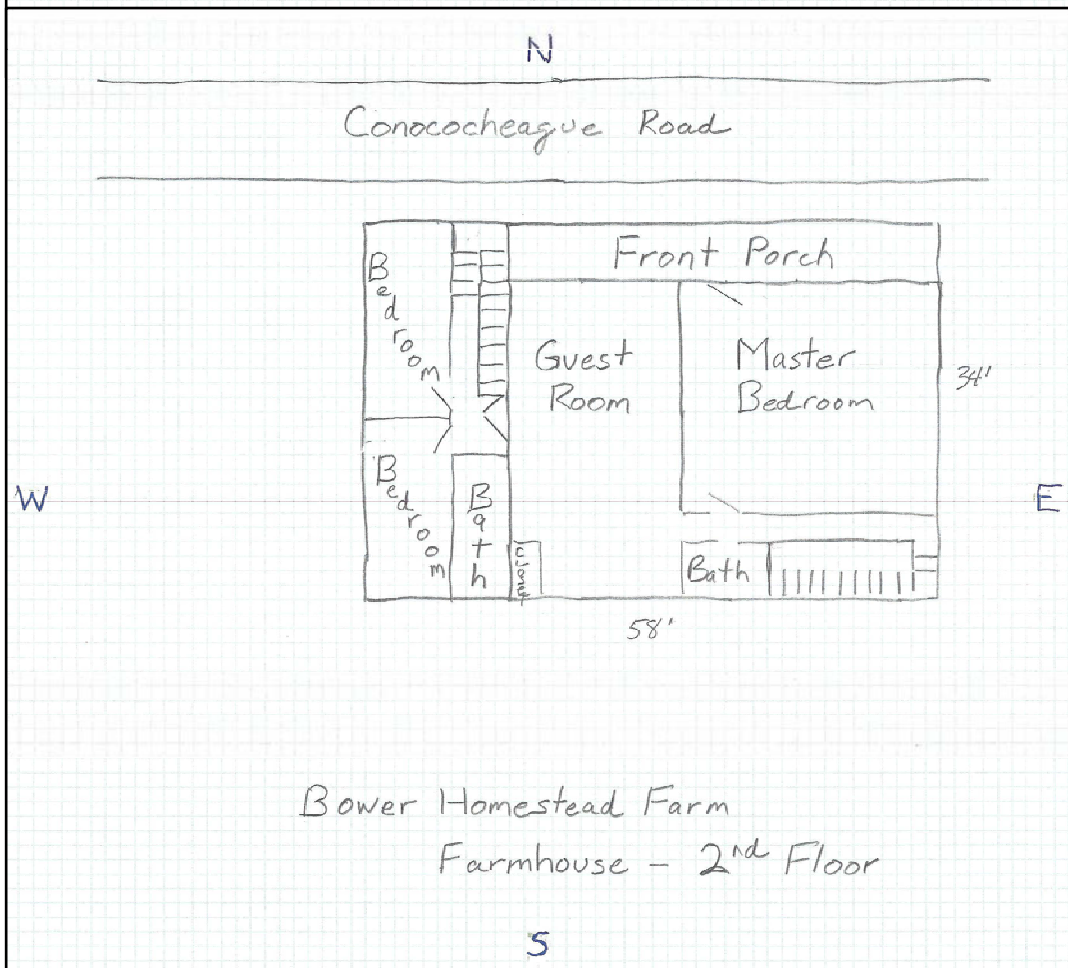 N
Conococheague Road
Front Porch
Bedroom
Guest
Room
Master
Bedroom
34'
W
E
Bedroom
Bath
Closet
Bath
58'
Bower Homestead Farm
Farmhouse - 2nd Floor
S